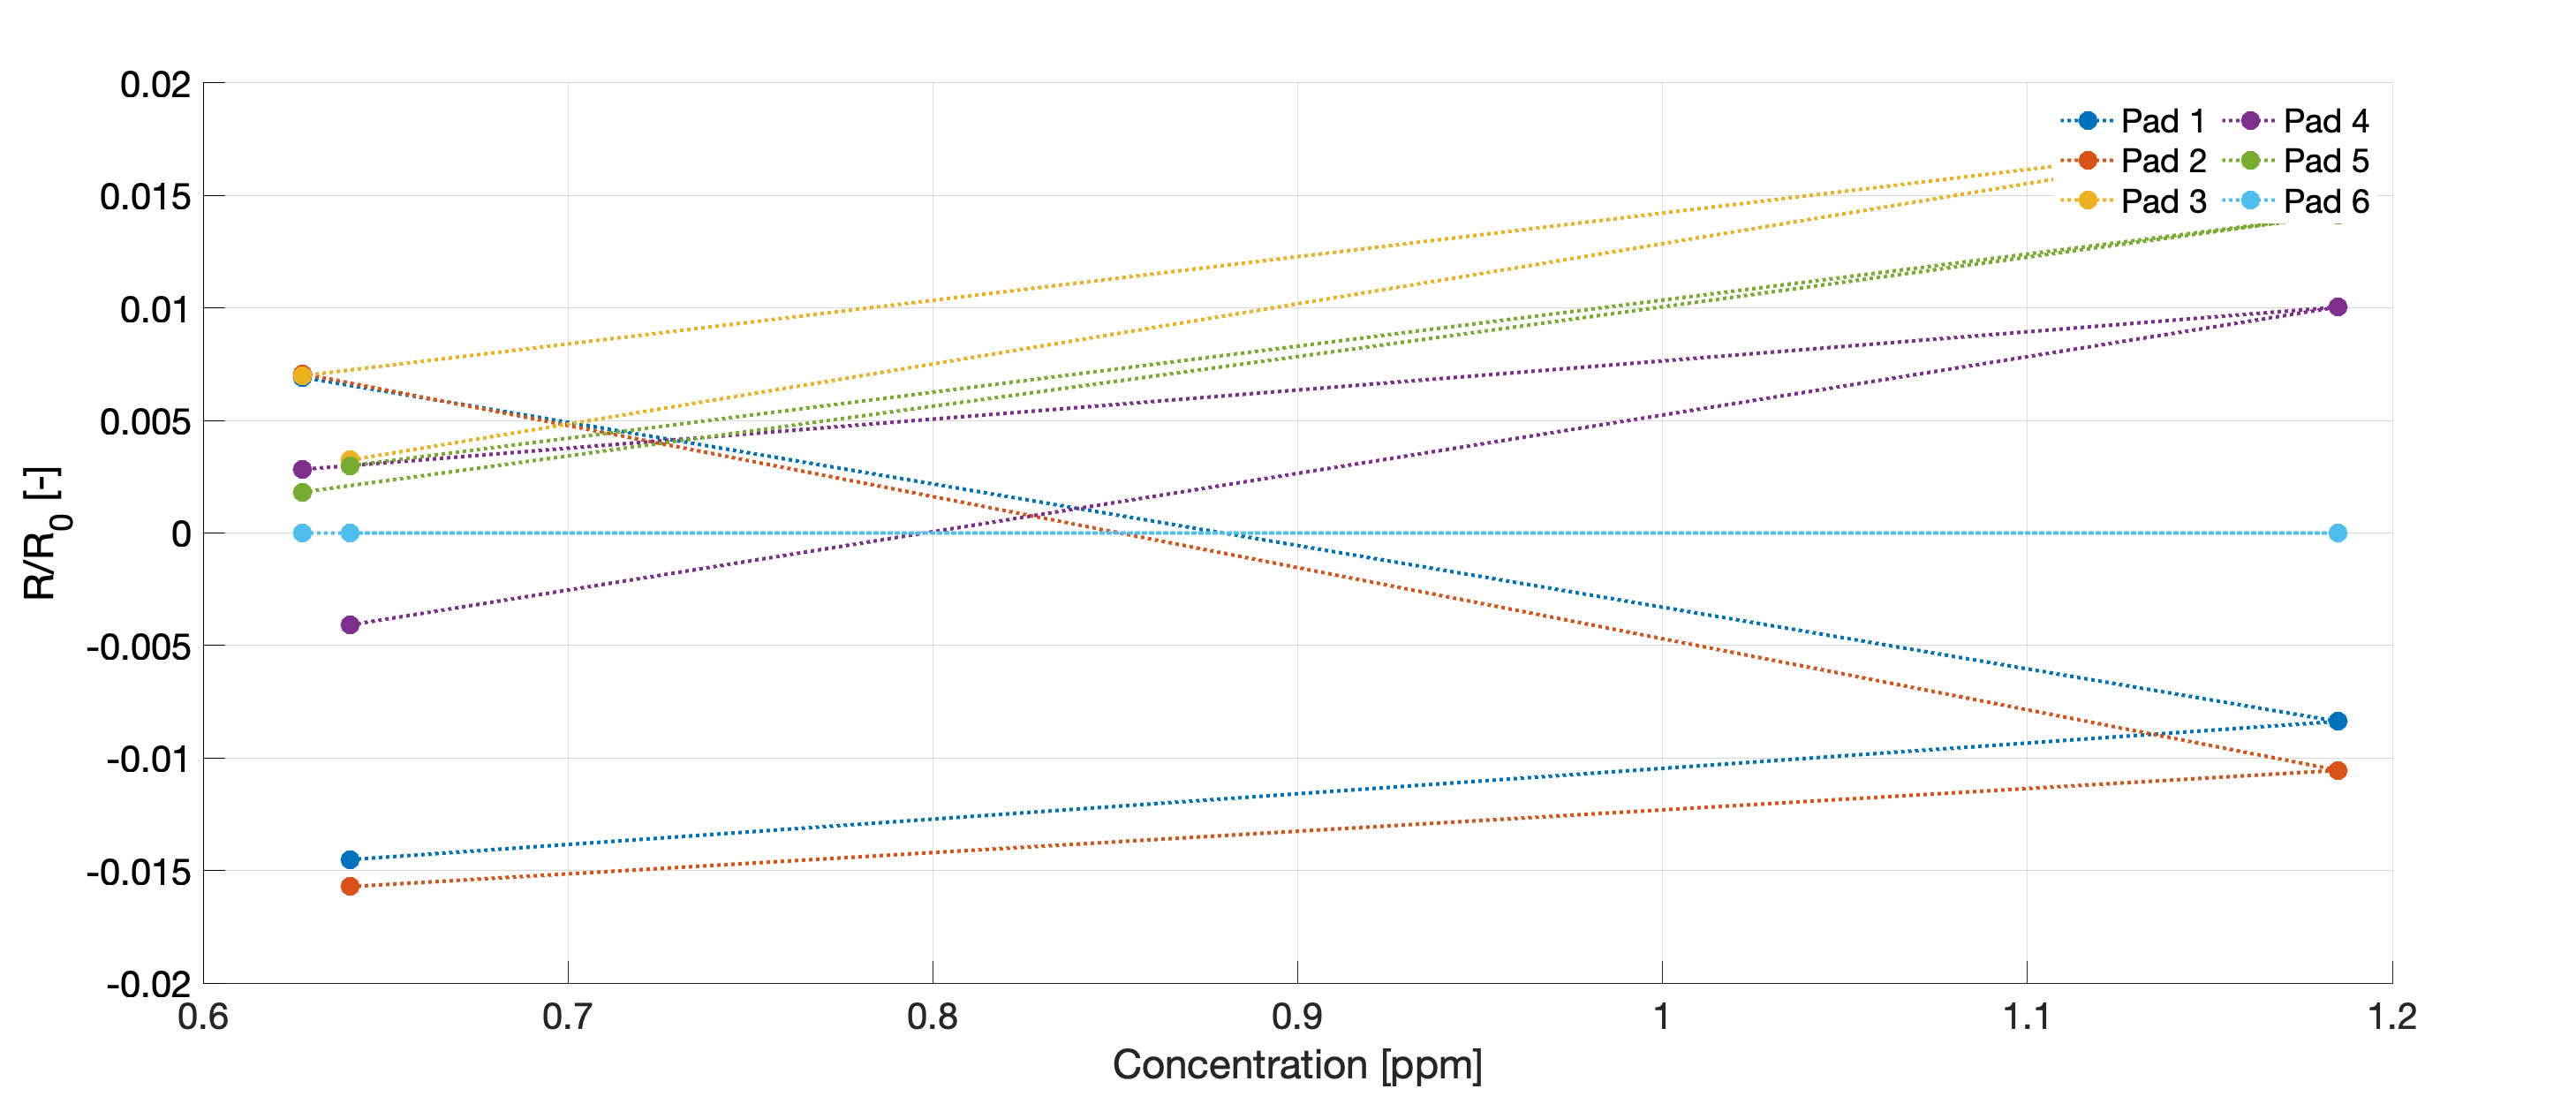 0.02
0.015
0.01
0.005
0
-0.005
-0.01
-0.015
-0.02
R/R0 [-]
0.6 0.7 0.8 0.9 1 1.1 1.2
Concentration [ppm]
Pad 1 Pad 4
Pad 2 Pad 5
Pad 3 Pad 6